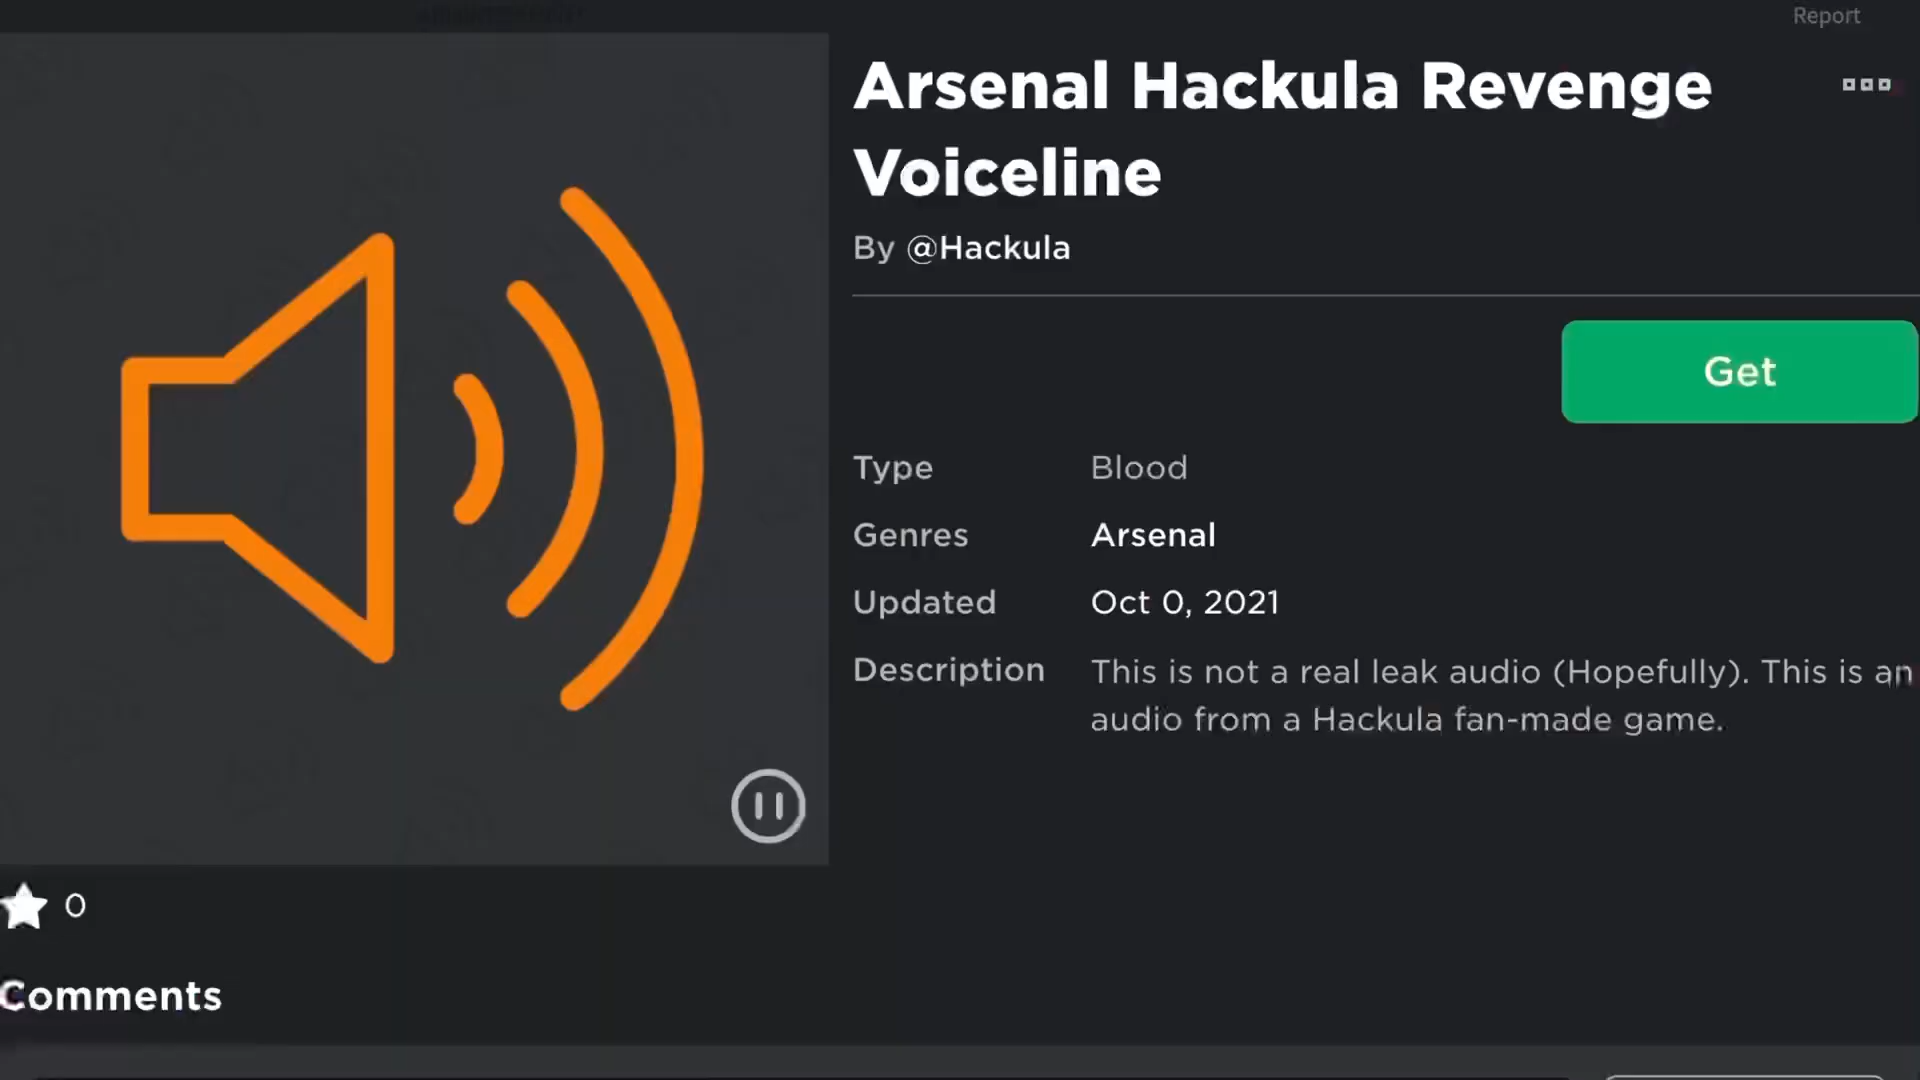 Report
Arsenal Hackula Revenge
Voiceline
By @Hackula
Get
Type Blood
Genres Arsenal
Updated Oct 0, 2021
Description This is not a real leak audio (Hopefully). This is an
audio from a Hackula fan-made game.
0
Comments